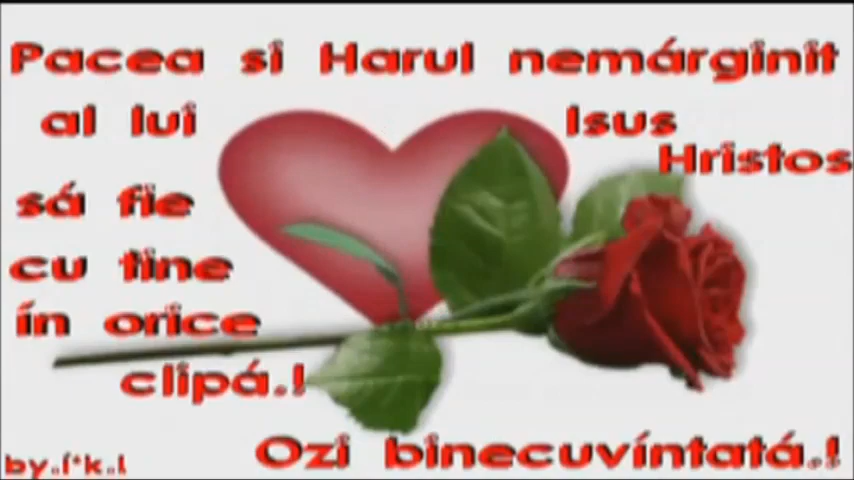 Pacea si Harul nemárginit
al lui Isus
Hristos
sá fie
cu tine
ín orice
clipá.!
Ozi binecuvíntatá.!
by.í*k.i